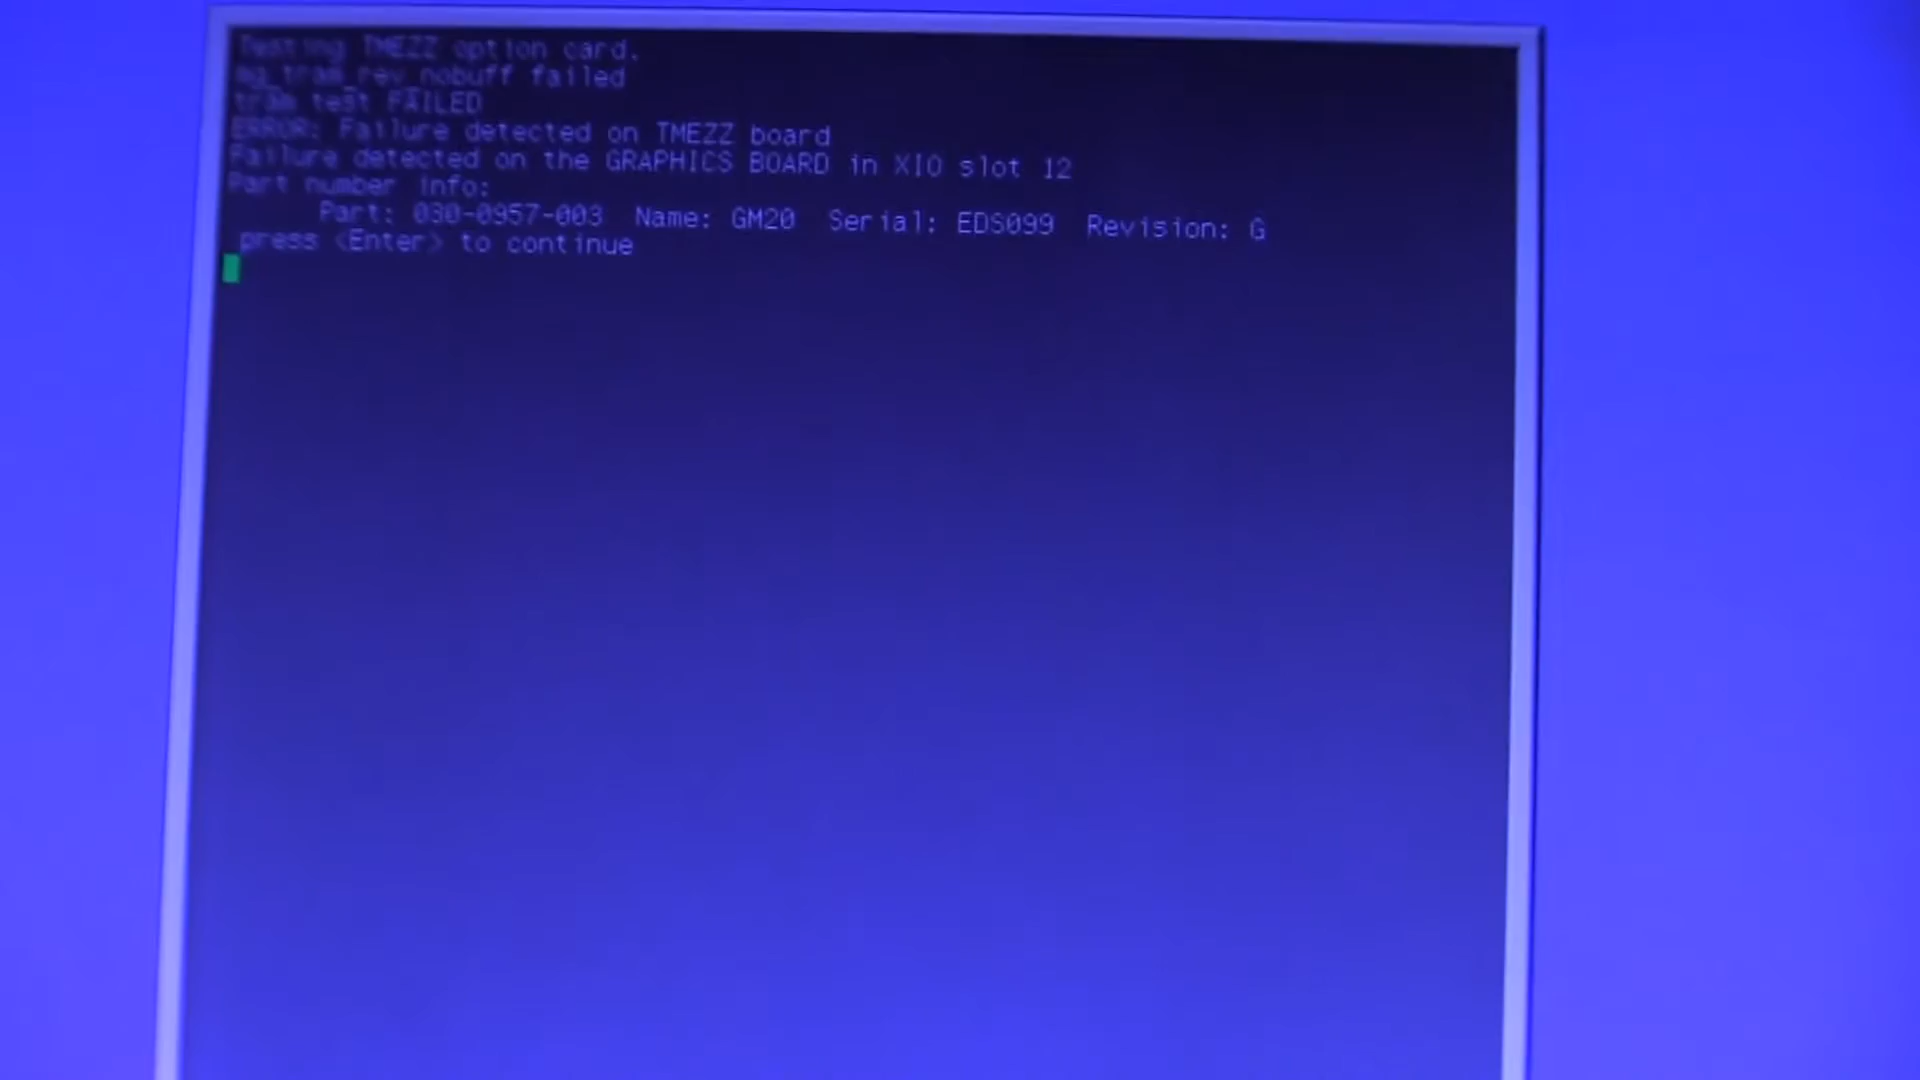 Testing TMEZZ option card.
mg_tram_rev_nobuff failed
tram test FAILED
ERROR: Failure detected on TMEZZ board
Failure detected on the GRAPHICS BOARD in XIO slot 12
Part number info:
Part: 030-0957-003 Name: GM20 Serial: EDS099 Revision: G
press <Enter> to continue